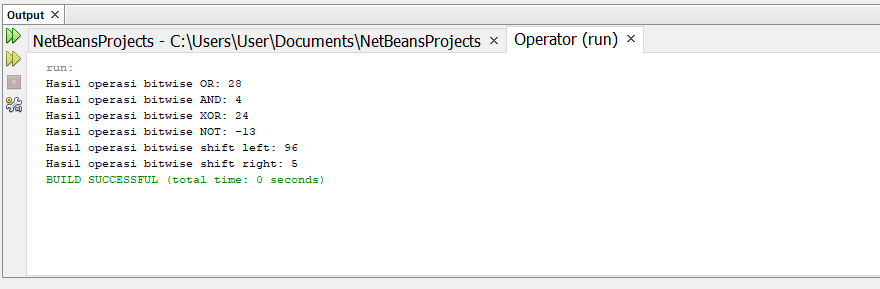 Output ×
NetBeansProjects - C:\Users\User\Documents\NetBeansProjects × Operator (run) ×
run:
Hasil operasi bitwise OR: 28
Hasil operasi bitwise AND: 4
Hasil operasi bitwise XOR: 24
Hasil operasi bitwise NOT: -13
Hasil operasi bitwise shift left: 96
Hasil operasi bitwise shift right: 5
BUILD SUCCESSFUL (total time: 0 seconds)